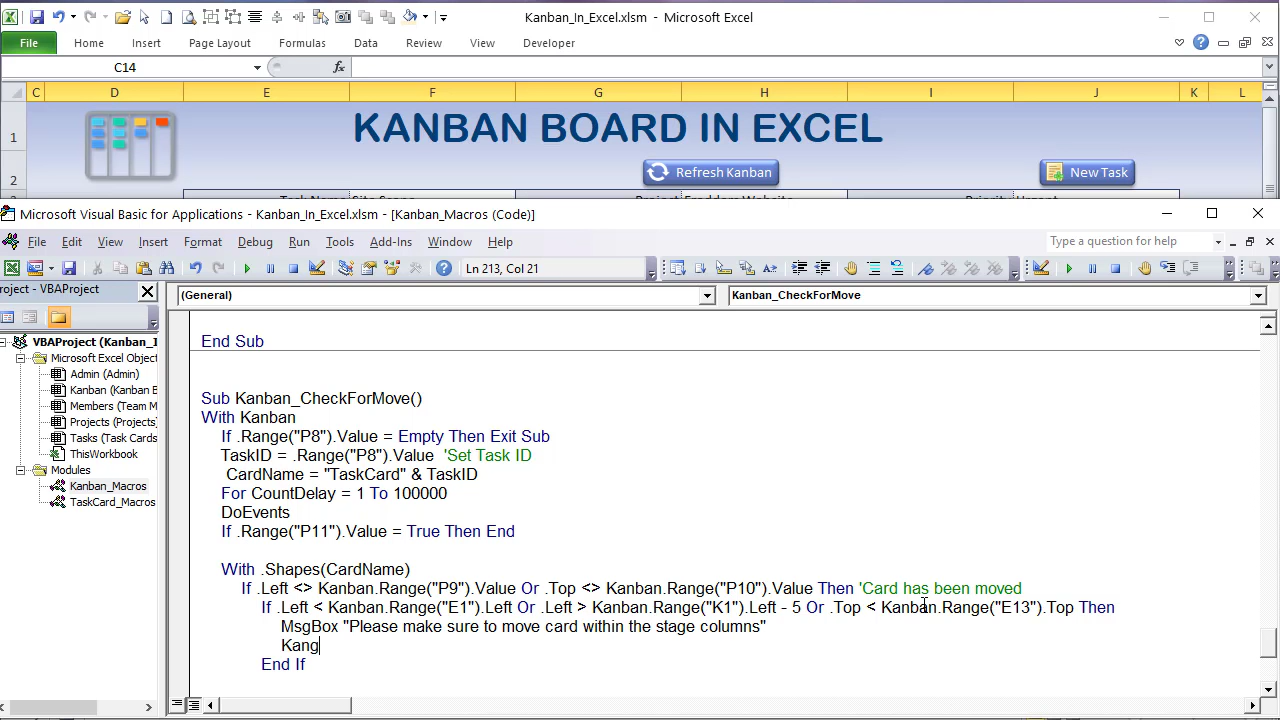 Kanban_In_Excel.xlsm - Microsoft Excel
File Home Insert Page Layout Formulas Data Review View Developer
C14 fx
C D E F G H I J K L
1 KANBAN BOARD IN EXCEL
2 Refresh Kanban New Task
Microsoft Visual Basic for Applications - Kanban_In_Excel.xlsm - [Kanban_Macros (Code)]
File Edit View Insert Format Debug Run Tools Add-Ins Window Help Type a question for help
Ln 213, Col 21
roject - VBAProject
(General) Kanban_CheckForMove
VBAProject (Kanban_I
Microsoft Excel Object
Admin (Admin)
Kanban (Kanban B
Members (Team M
Projects (Projects)
Tasks (Task Cards
ThisWorkbook
Modules
Kanban_Macros
TaskCard_Macros
End Sub
Sub Kanban_CheckForMove()
With Kanban
If .Range("P8").Value = Empty Then Exit Sub
TaskID = .Range("P8").Value 'Set Task ID
CardName = "TaskCard" & TaskID
For CountDelay = 1 To 100000
DoEvents
If .Range("P11").Value = True Then End
With .Shapes(CardName)
If .Left <> Kanban.Range("P9").Value Or .Top <> Kanban.Range("P10").Value Then 'Card has been moved
If .Left < Kanban.Range("E1").Left Or .Left > Kanban.Range("K1").Left - 5 Or .Top < Kanban.Range("E13").Top Then
MsgBox "Please make sure to move card within the stage columns"
Kang
End If